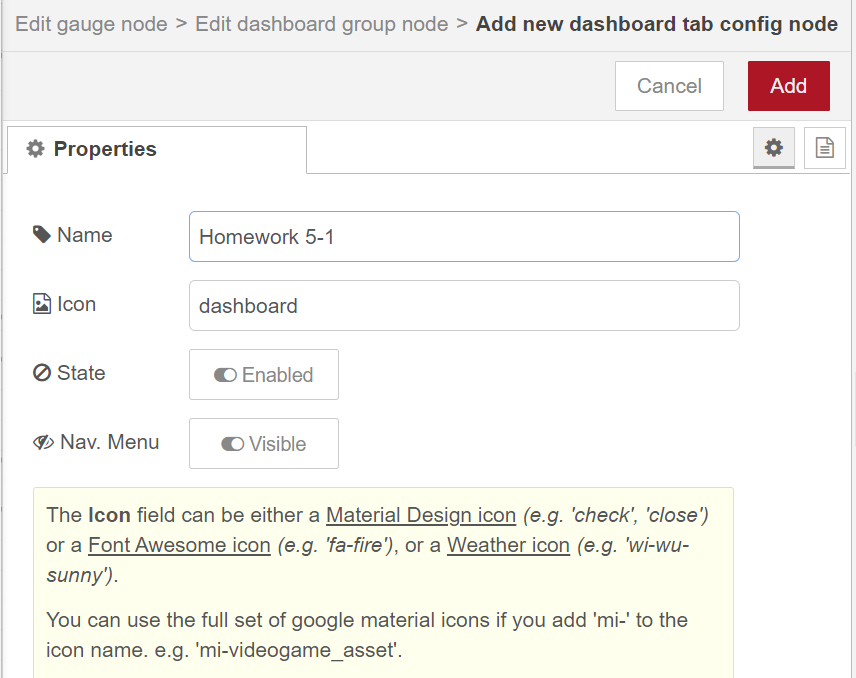 Edit gauge node > Edit dashboard group node > Add new dashboard tab config node
Cancel
Add
Properties
Name
Homework 5-1
Icon
dashboard
State
Enabled
Nav. Menu
Visible
The Icon field can be either a Material Design icon (e.g. 'check', 'close')
or a Font Awesome icon (e.g. 'fa-fire'), or a Weather icon (e.g. 'wi-wu-
sunny').
You can use the full set of google material icons if you add 'mi-' to the
icon name. e.g. 'mi-videogame_asset'.